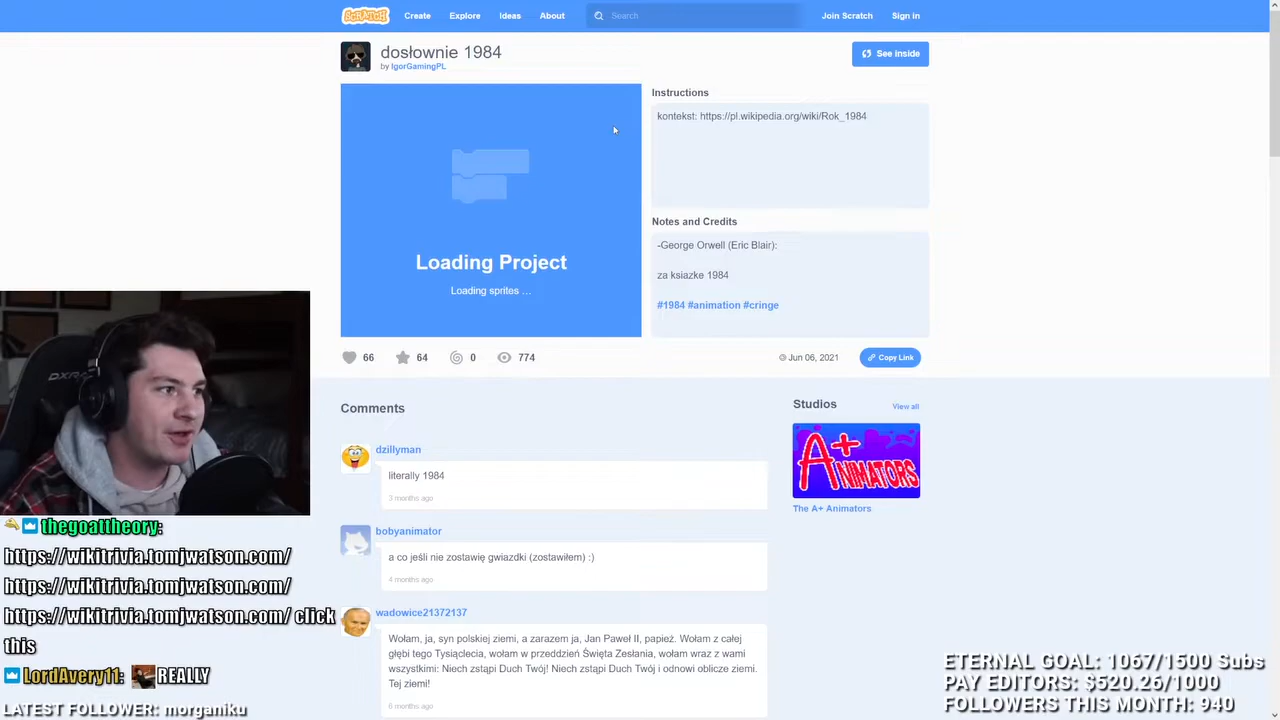 SCRATCH
Create
Explore
Ideas
About
Search
Join Scratch
Sign in
dosłownie 1984
by IgorGamingPL
See inside
Loading Project
Loading sprites …
Instructions
kontekst: https://pl.wikipedia.org/wiki/Rok_1984
Notes and Credits
-George Orwell (Eric Blair):
za ksiazke 1984
#1984 #animation #cringe
66
64
0
774
Jun 06, 2021
Copy Link
Comments
dzillyman
literally 1984
3 months ago
bobyanimator
a co jeśli nie zostawię gwiazdki (zostawiłem) :)
4 months ago
wadowice21372137
Wołam, ja, syn polskiej ziemi, a zarazem ja, Jan Paweł II, papież. Wołam z całej
głębi tego Tysiąclecia, wołam w przeddzień Święta Zesłania, wołam wraz z wami
wszystkimi: Niech zstąpi Duch Twój! Niech zstąpi Duch Twój i odnowi oblicze ziemi.
Tej ziemi!
6 months ago
Studios
View all
A+
ANIMATORS
The A+ Animators
DXR
thegoattheory:
https://wikitrivia.tomjwatson.com/
https://wikitrivia.tomjwatson.com/
https://wikitrivia.tomjwatson.com/ click
this
LordAvery11: REALLY
LATEST FOLLOWER: morganiku
ETERNAL GOAL: 1067/1500 Subs
PAY EDITORS: $520.26/1000
FOLLOWERS THIS MONTH: 940